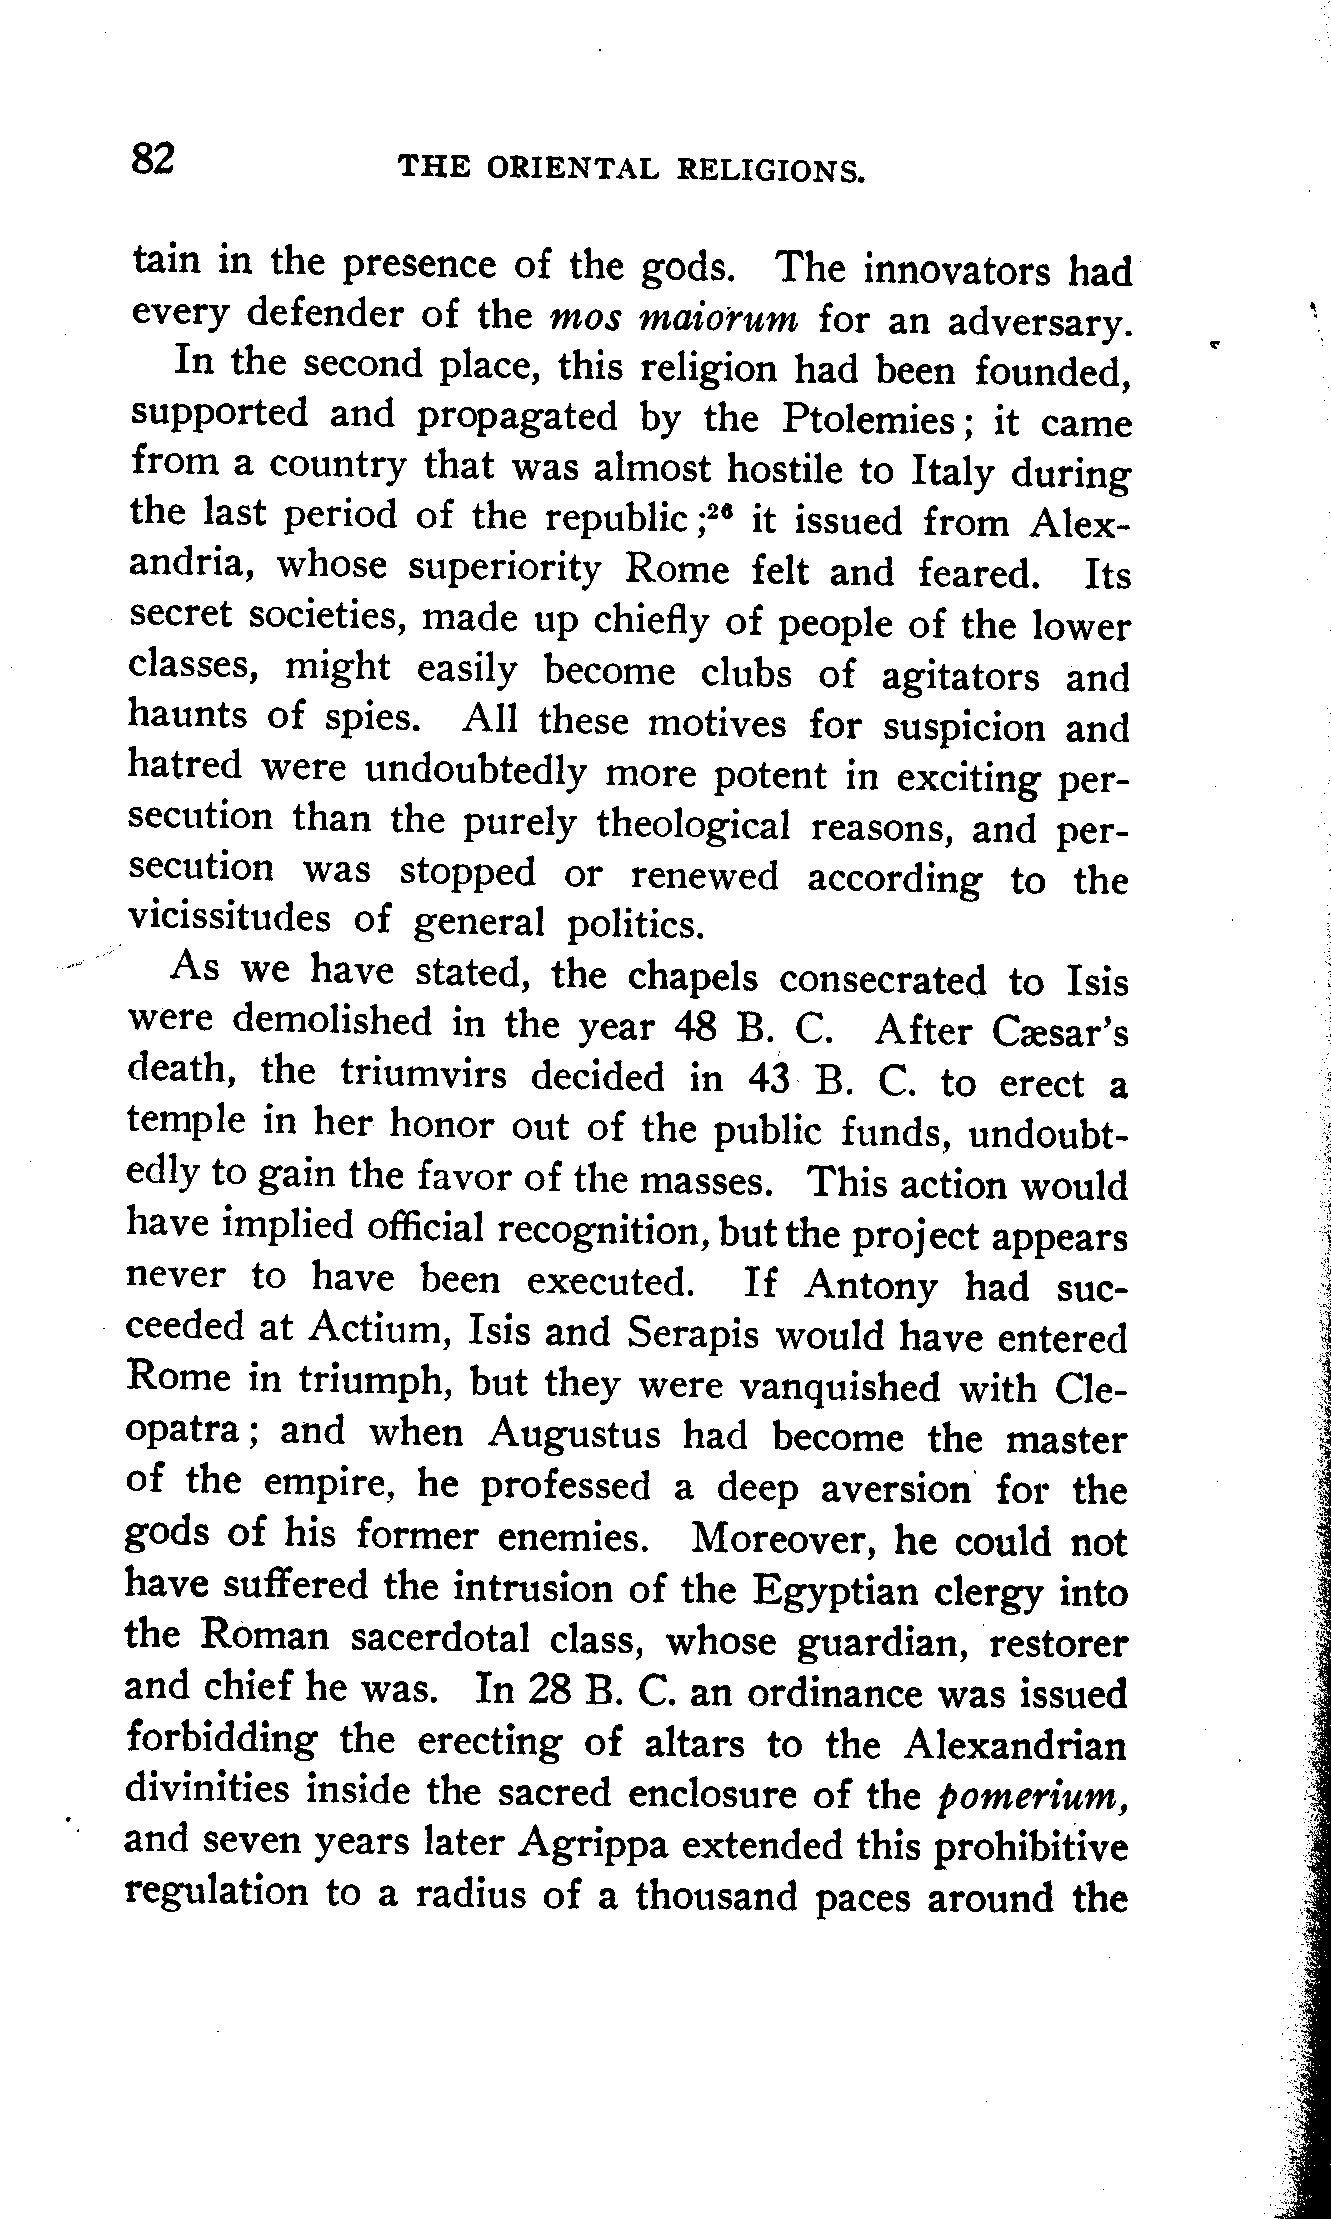 82
THE ORIENTAL RELIGIONS.
tain in the presence of the gods. The innovators had
every defender of the mos maiorum for an adversary.
In the second place, this religion had been founded,
supported and propagated by the Ptolemies; it came
from a country that was almost hostile to Italy during
the last period of the republic;²⁶ it issued from Alex-
andria, whose superiority Rome felt and feared. Its
secret societies, made up chiefly of people of the lower
classes, might easily become clubs of agitators and
haunts of spies. All these motives for suspicion and
hatred were undoubtedly more potent in exciting per-
secution than the purely theological reasons, and per-
secution was stopped or renewed according to the
vicissitudes of general politics.
As we have stated, the chapels consecrated to Isis
were demolished in the year 48 B. C. After Cæsar's
death, the triumvirs decided in 43 B. C. to erect a
temple in her honor out of the public funds, undoubt-
edly to gain the favor of the masses. This action would
have implied official recognition, but the project appears
never to have been executed. If Antony had suc-
ceeded at Actium, Isis and Serapis would have entered
Rome in triumph, but they were vanquished with Cle-
opatra; and when Augustus had become the master
of the empire, he professed a deep aversion for the
gods of his former enemies. Moreover, he could not
have suffered the intrusion of the Egyptian clergy into
the Roman sacerdotal class, whose guardian, restorer
and chief he was. In 28 B. C. an ordinance was issued
forbidding the erecting of altars to the Alexandrian
divinities inside the sacred enclosure of the pomerium,
and seven years later Agrippa extended this prohibitive
regulation to a radius of a thousand paces around the